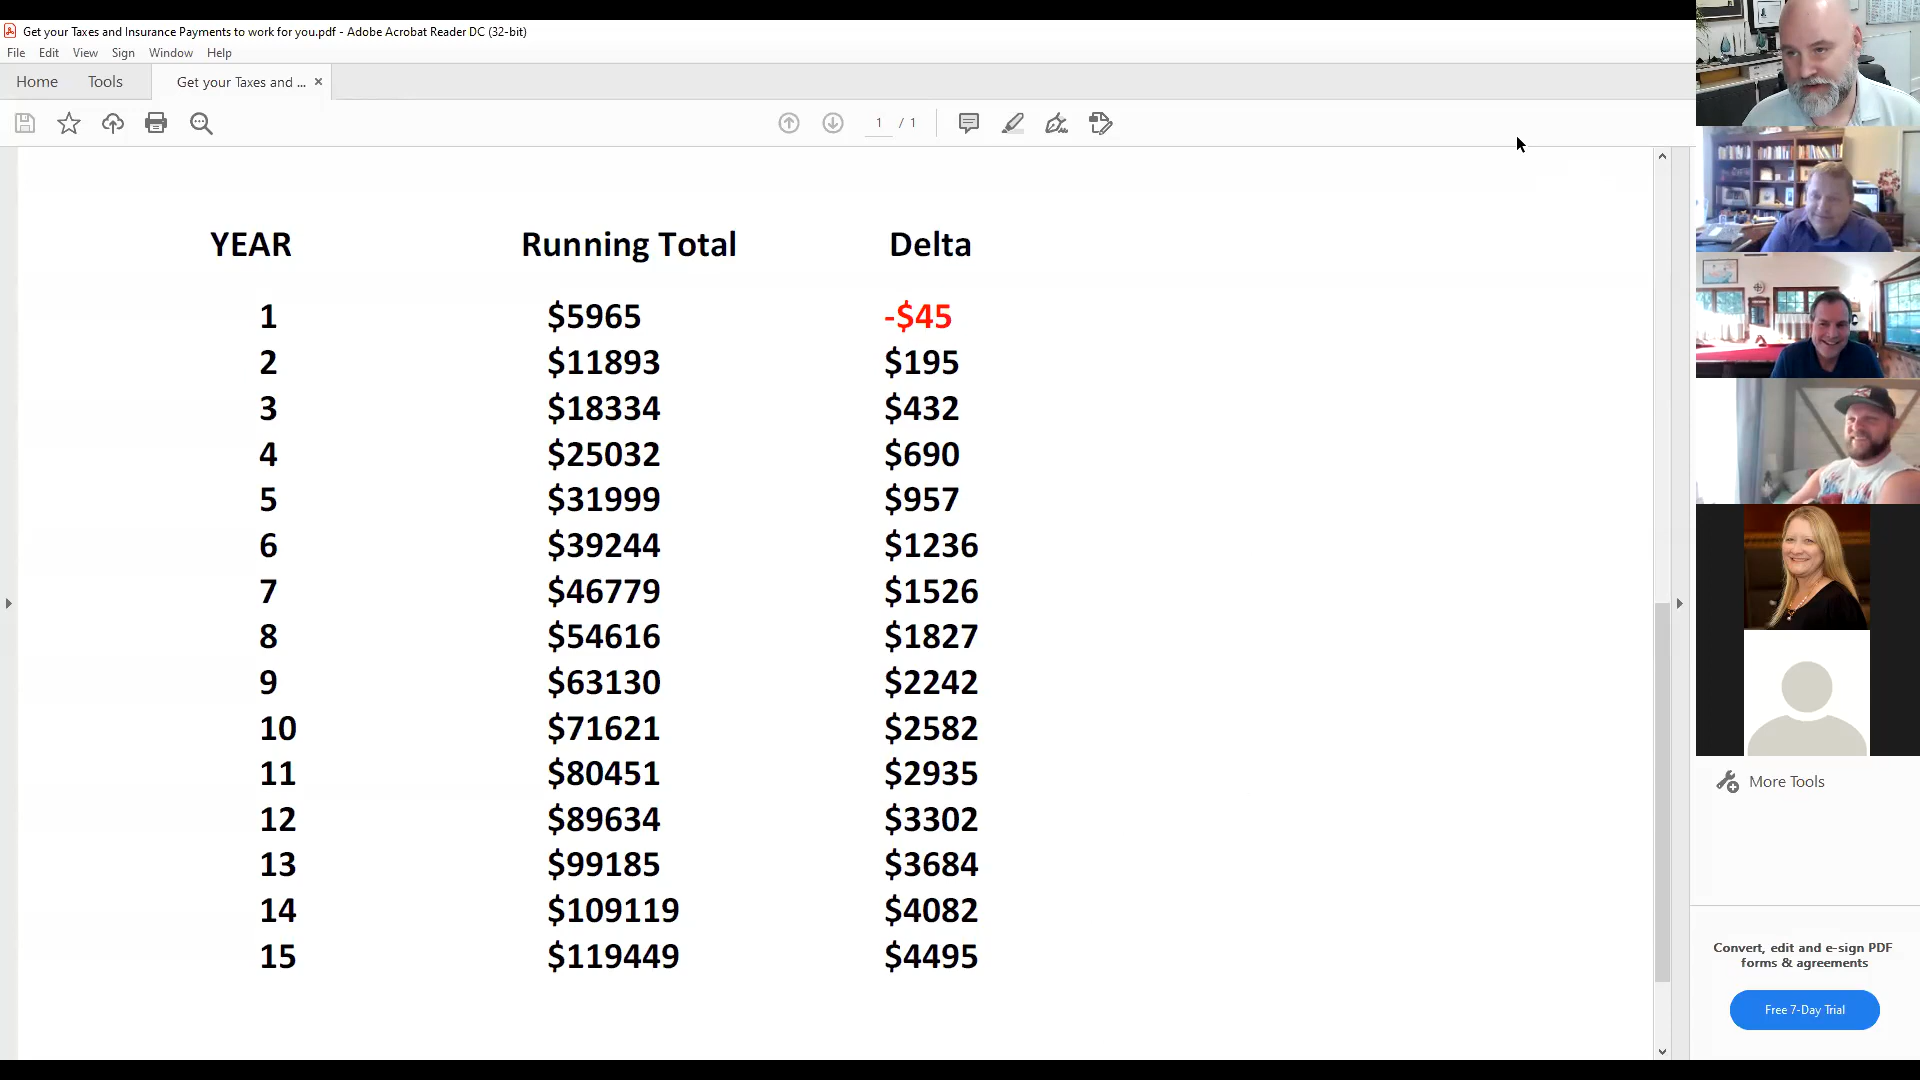 Get your Taxes and Insurance Payments to work for you.pdf - Adobe Acrobat Reader DC (32-bit)
File Edit View Sign Window Help
Home Tools Get your Taxes and ... ×
1 / 1
YEAR Running Total Delta
1 $5965 -$45
2 $11893 $195
3 $18334 $432
4 $25032 $690
5 $31999 $957
6 $39244 $1236
7 $46779 $1526
8 $54616 $1827
9 $63130 $2242
10 $71621 $2582
11 $80451 $2935
12 $89634 $3302
13 $99185 $3684
14 $109119 $4082
15 $119449 $4495
More Tools
Convert, edit and e-sign PDF
forms & agreements
Free 7-Day Trial